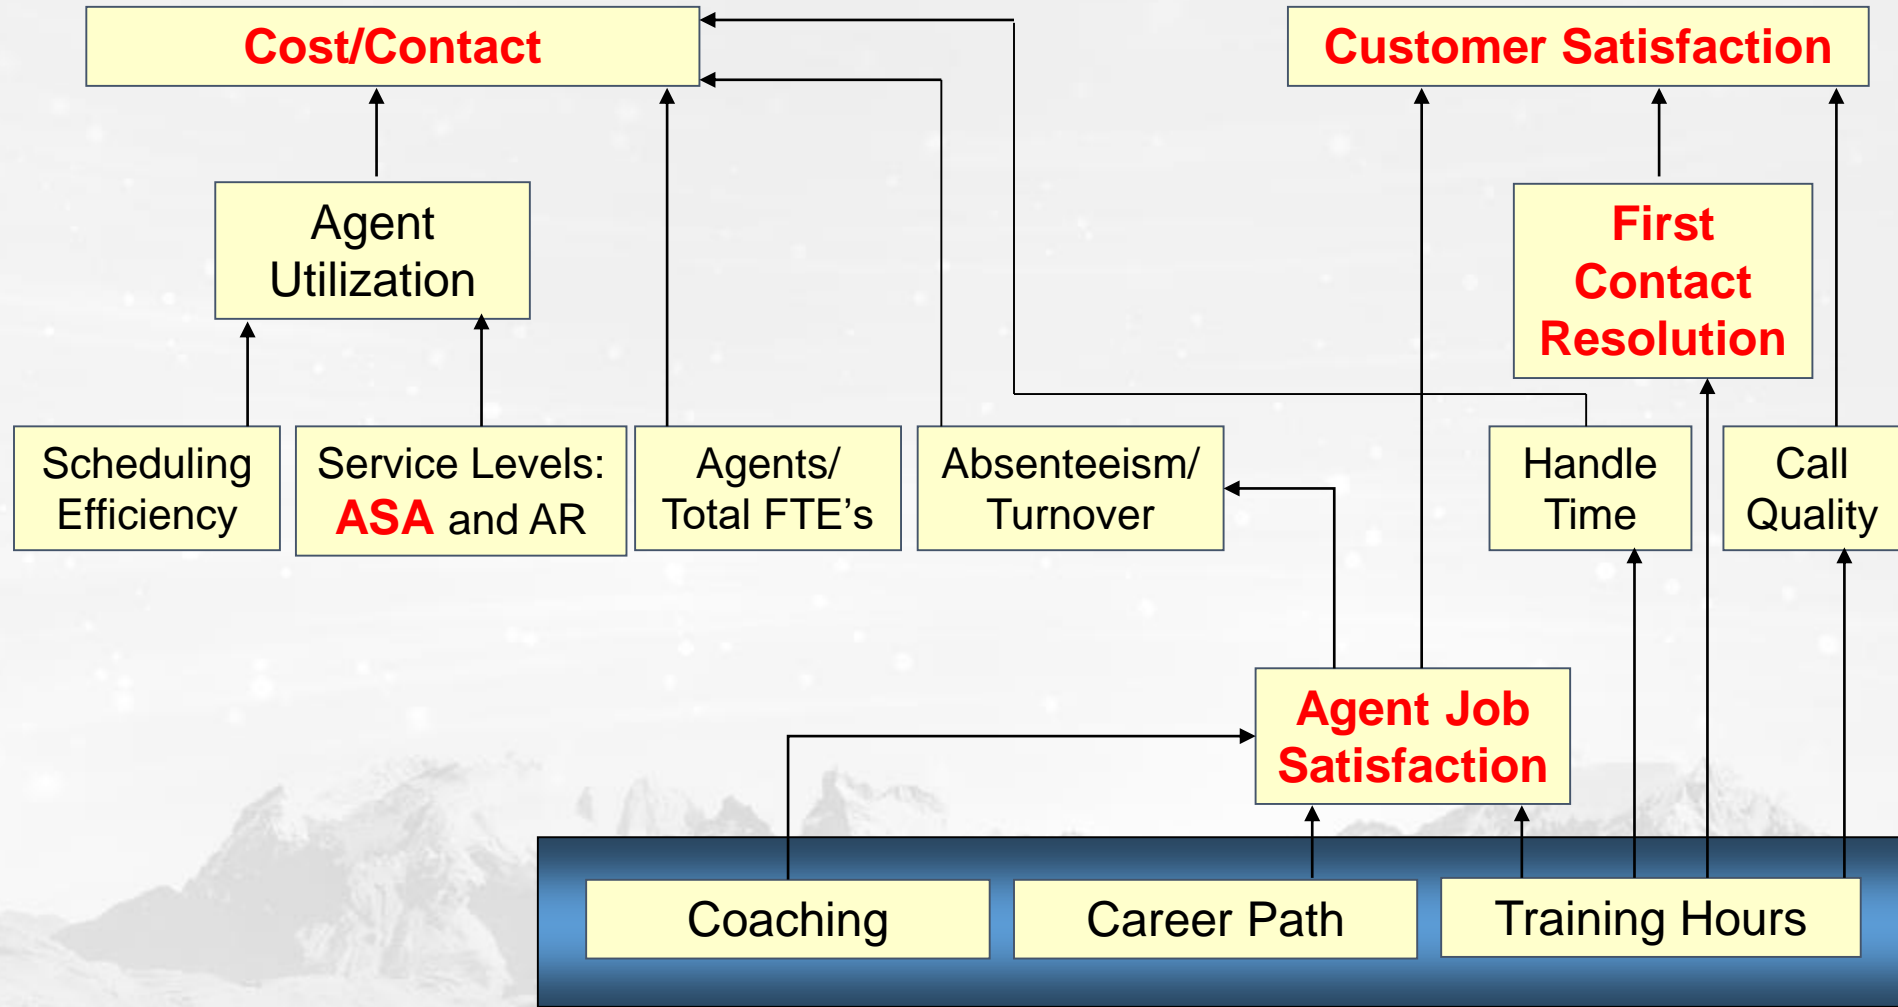 Cost/Contact
Customer Satisfaction
Agent
Utilization
First
Contact
Resolution
Scheduling
Efficiency
Service Levels:
ASA and AR
Agents/
Total FTE's
Absenteeism/
Turnover
Handle
Time
Call
Quality
Agent Job
Satisfaction
Coaching
Career Path
Training Hours